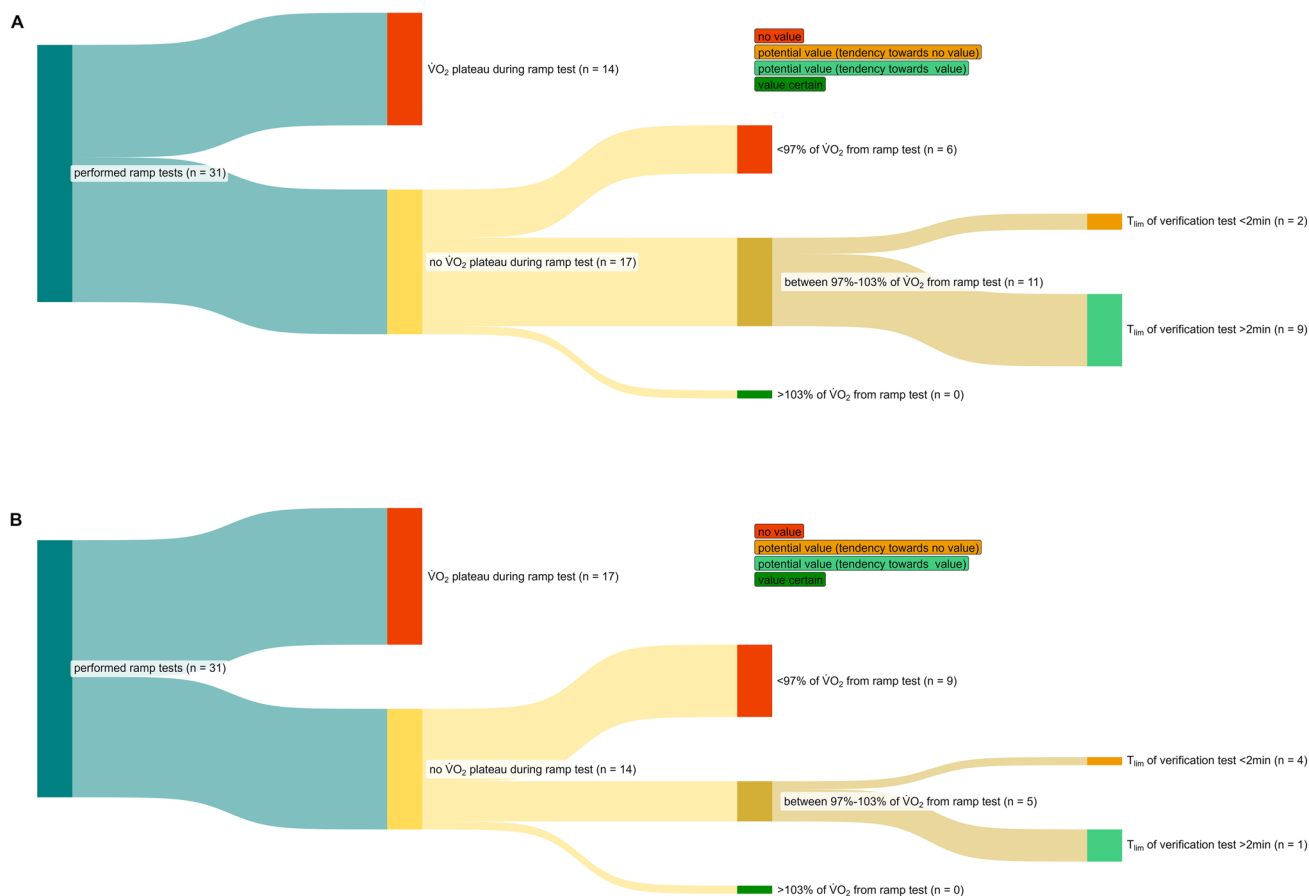 A
no value
potential value (tendency towards no value)
potential value (tendency towards  value)
value certain
V̇O₂ plateau during ramp test (n = 14)
performed ramp tests (n = 31)
<97% of V̇O₂ from ramp test (n = 6)
Tlim of verification test <2min (n = 2)
no V̇O₂ plateau during ramp test (n = 17)
between 97%-103% of V̇O₂ from ramp test (n = 11)
Tlim of verification test >2min (n = 9)
>103% of V̇O₂ from ramp test (n = 0)
B
no value
potential value (tendency towards no value)
potential value (tendency towards  value)
value certain
V̇O₂ plateau during ramp test (n = 17)
performed ramp tests (n = 31)
<97% of V̇O₂ from ramp test (n = 9)
Tlim of verification test <2min (n = 4)
no V̇O₂ plateau during ramp test (n = 14)
between 97%-103% of V̇O₂ from ramp test (n = 5)
Tlim of verification test >2min (n = 1)
>103% of V̇O₂ from ramp test (n = 0)